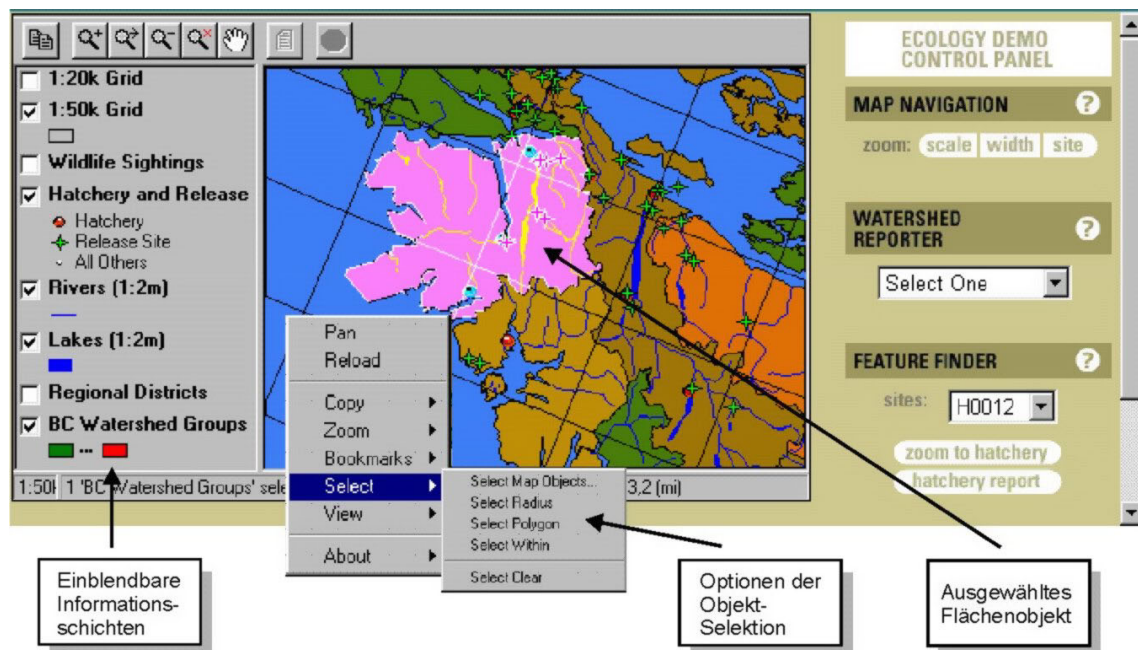 1:20k Grid
1:50k Grid
Wildlife Sightings
Hatchery and Release
Hatchery
Release Site
All Others
Rivers (1:2m)
Lakes (1:2m)
Regional Districts
BC Watershed Groups
1:50k
1 'BC Watershed Groups' sele
3,2 (mi)
Pan
Reload
Copy
Zoom
Bookmarks
Select
View
About
Select Map Objects...
Select Radius
Select Polygon
Select Within
Select Clear
ECOLOGY DEMO
CONTROL PANEL
MAP NAVIGATION ?
zoom: scale width site
WATERSHED
REPORTER ?
Select One
FEATURE FINDER ?
sites: H0012
zoom to hatchery
hatchery report
Einblendbare
Informations-
schichten
Optionen der
Objekt-
Selektion
Ausgewähltes
Flächenobjekt